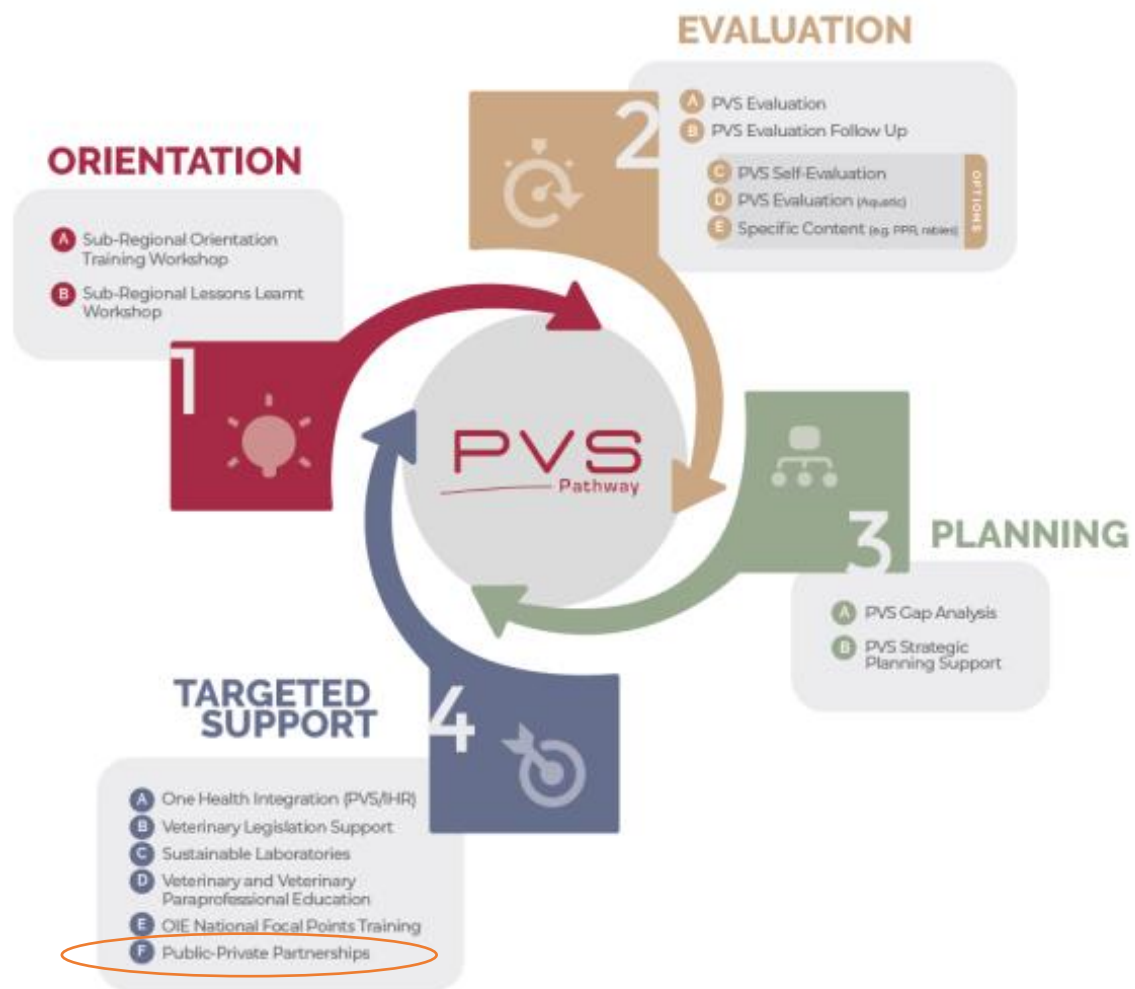 ORIENTATION
A Sub-Regional Orientation
Training Workshop
B Sub-Regional Lessons Learnt
Workshop
1
EVALUATION
2
A PVS Evaluation
B PVS Evaluation Follow Up
C PVS Self-Evaluation
D PVS Evaluation (Aquatic)
E Specific Content (e.g. PPR, rabies)
OPTIONS
PVS
Pathway
3
PLANNING
A PVS Gap Analysis
B PVS Strategic
Planning Support
TARGETED
SUPPORT
4
A One Health Integration (PVS/IHR)
B Veterinary Legislation Support
C Sustainable Laboratories
D Veterinary and Veterinary
Paraprofessional Education
E OIE National Focal Points Training
F Public-Private Partnerships